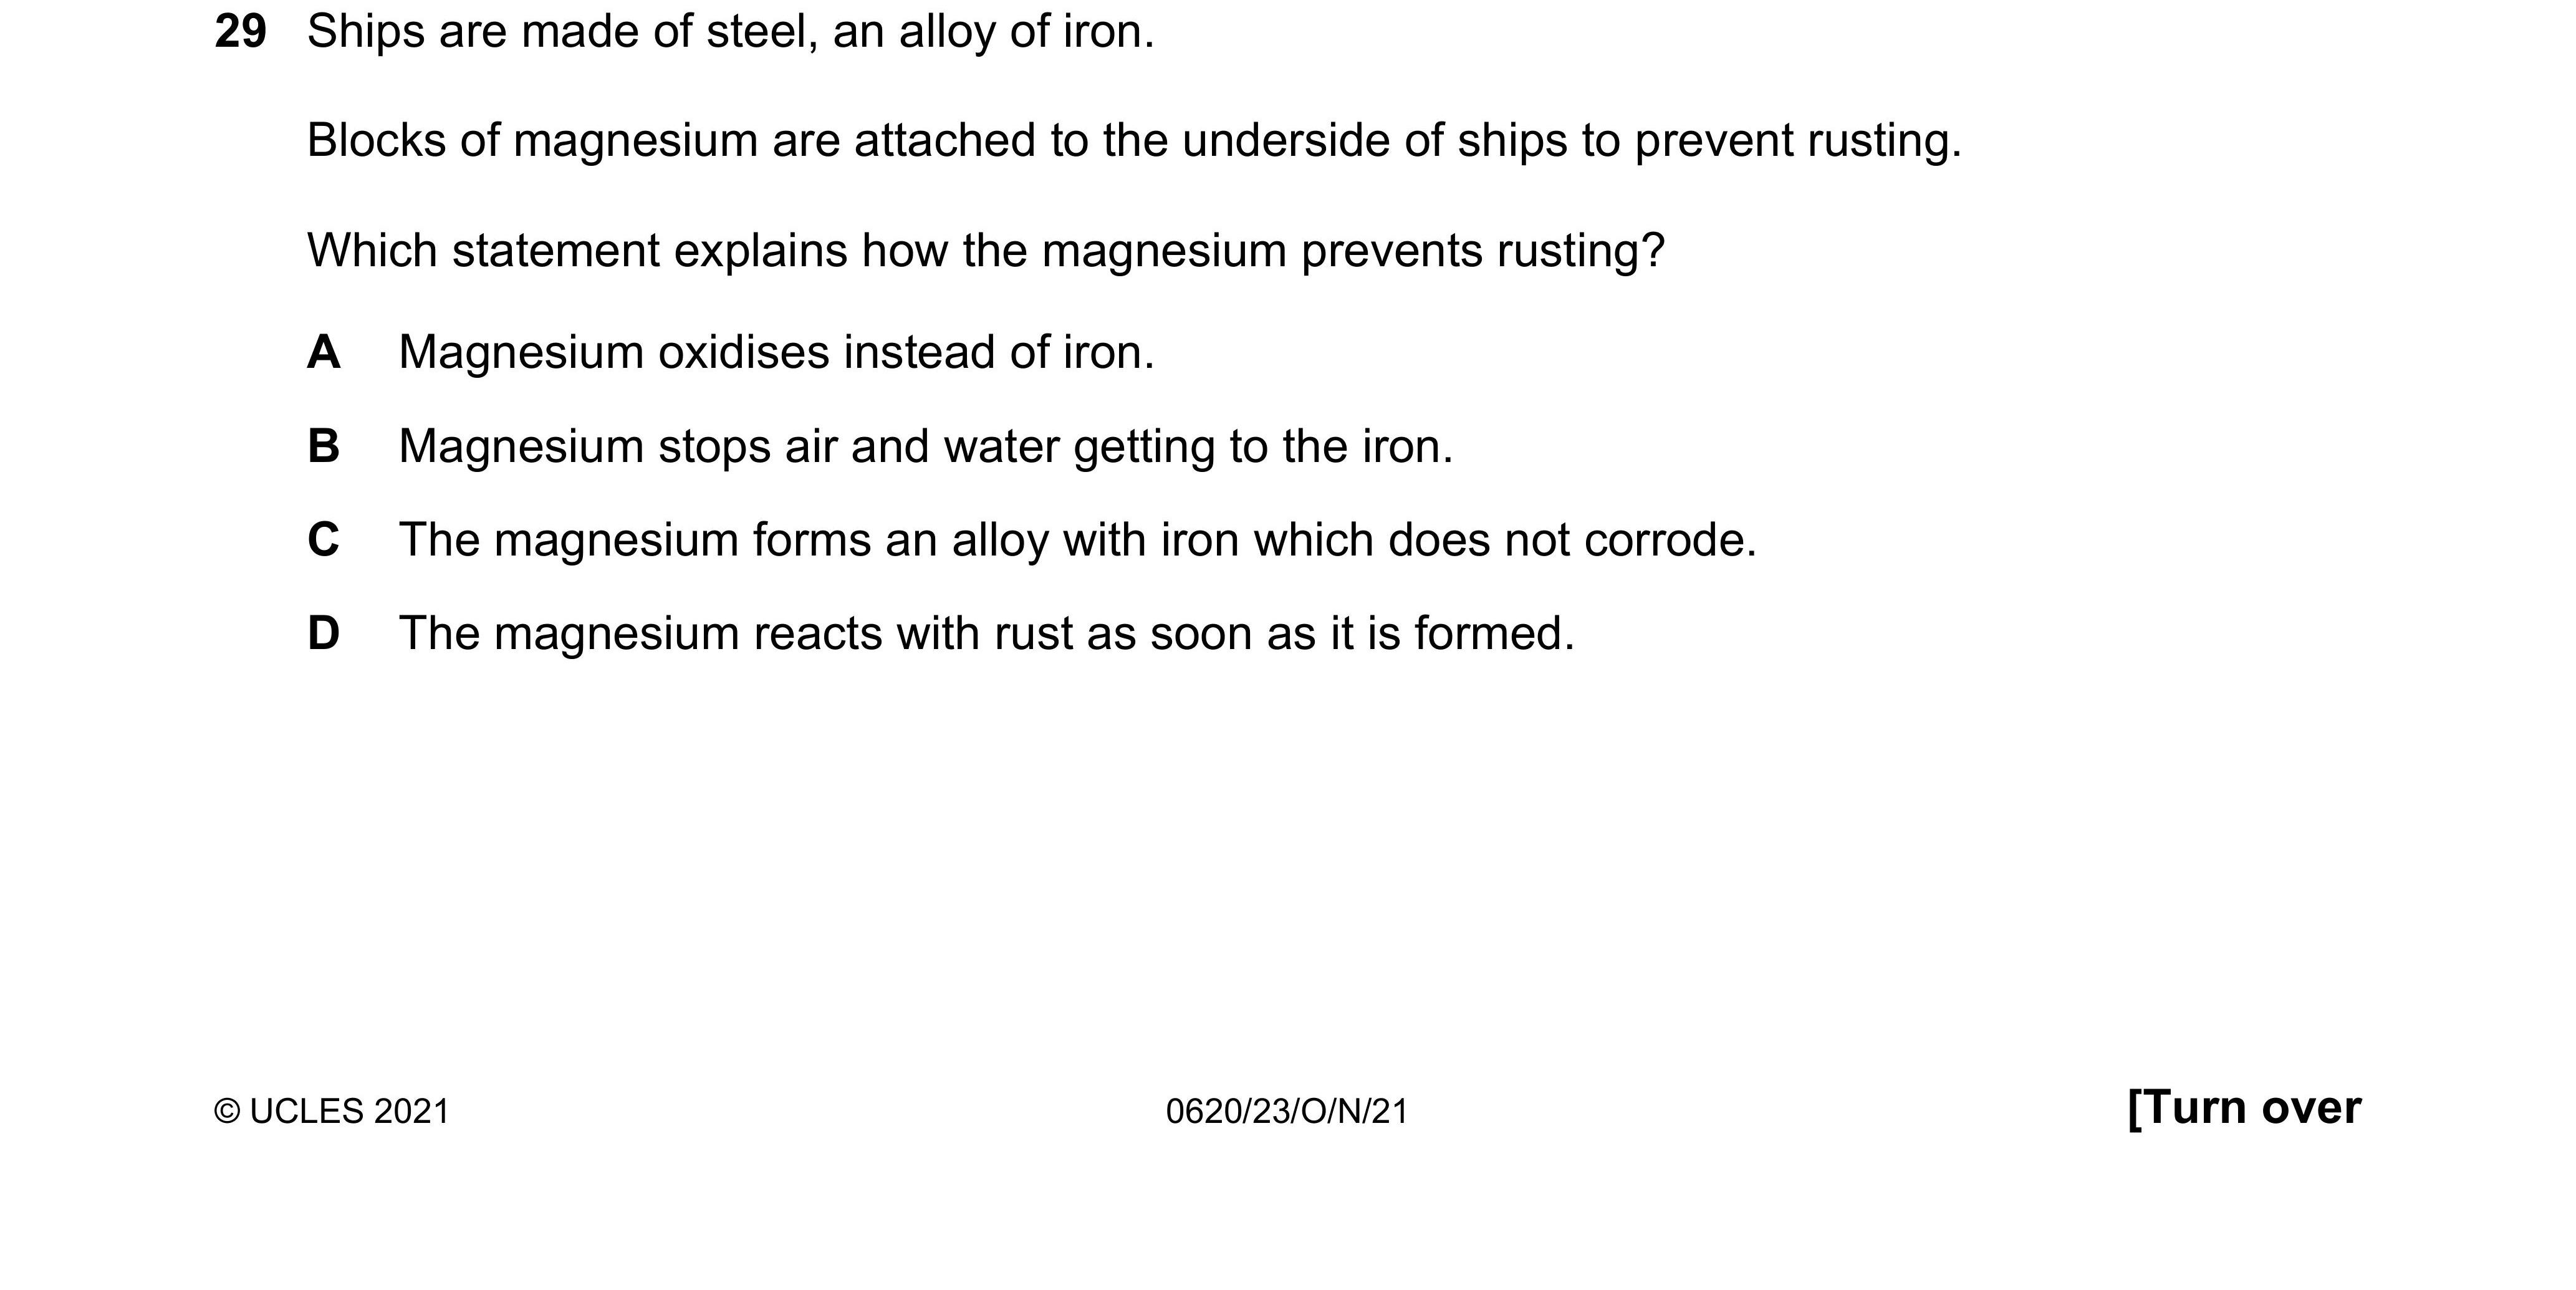 29 Ships are made of steel, an alloy of iron.
Blocks of magnesium are attached to the underside of ships to prevent rusting.
Which statement explains how the magnesium prevents rusting?
A Magnesium oxidises instead of iron.
B Magnesium stops air and water getting to the iron.
C The magnesium forms an alloy with iron which does not corrode.
D The magnesium reacts with rust as soon as it is formed.
© UCLES 2021 0620/23/O/N/21 [Turn over